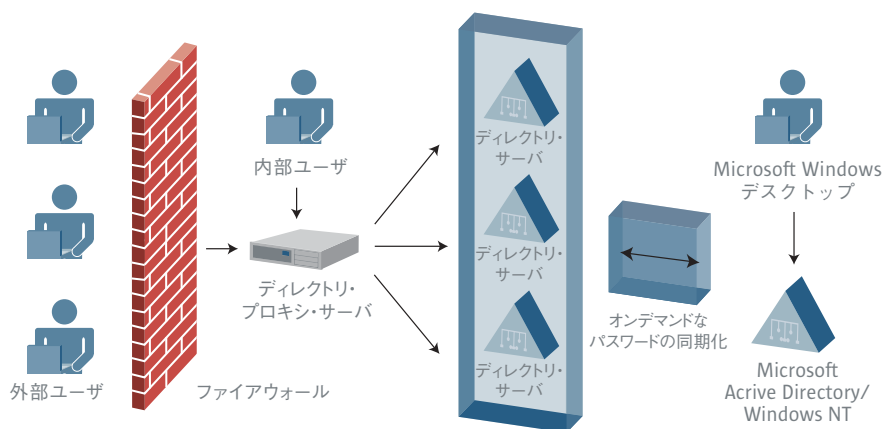 外部ユーザ
ファイアウォール
内部ユーザ
ディレクトリ・
プロキシ・サーバ
ディレクトリ・
サーバ
ディレクトリ・
サーバ
ディレクトリ・
サーバ
オンデマンドな
パスワードの同期化
Microsoft Windows
デスクトップ
Microsoft
Acrive Directory/
Windows NT